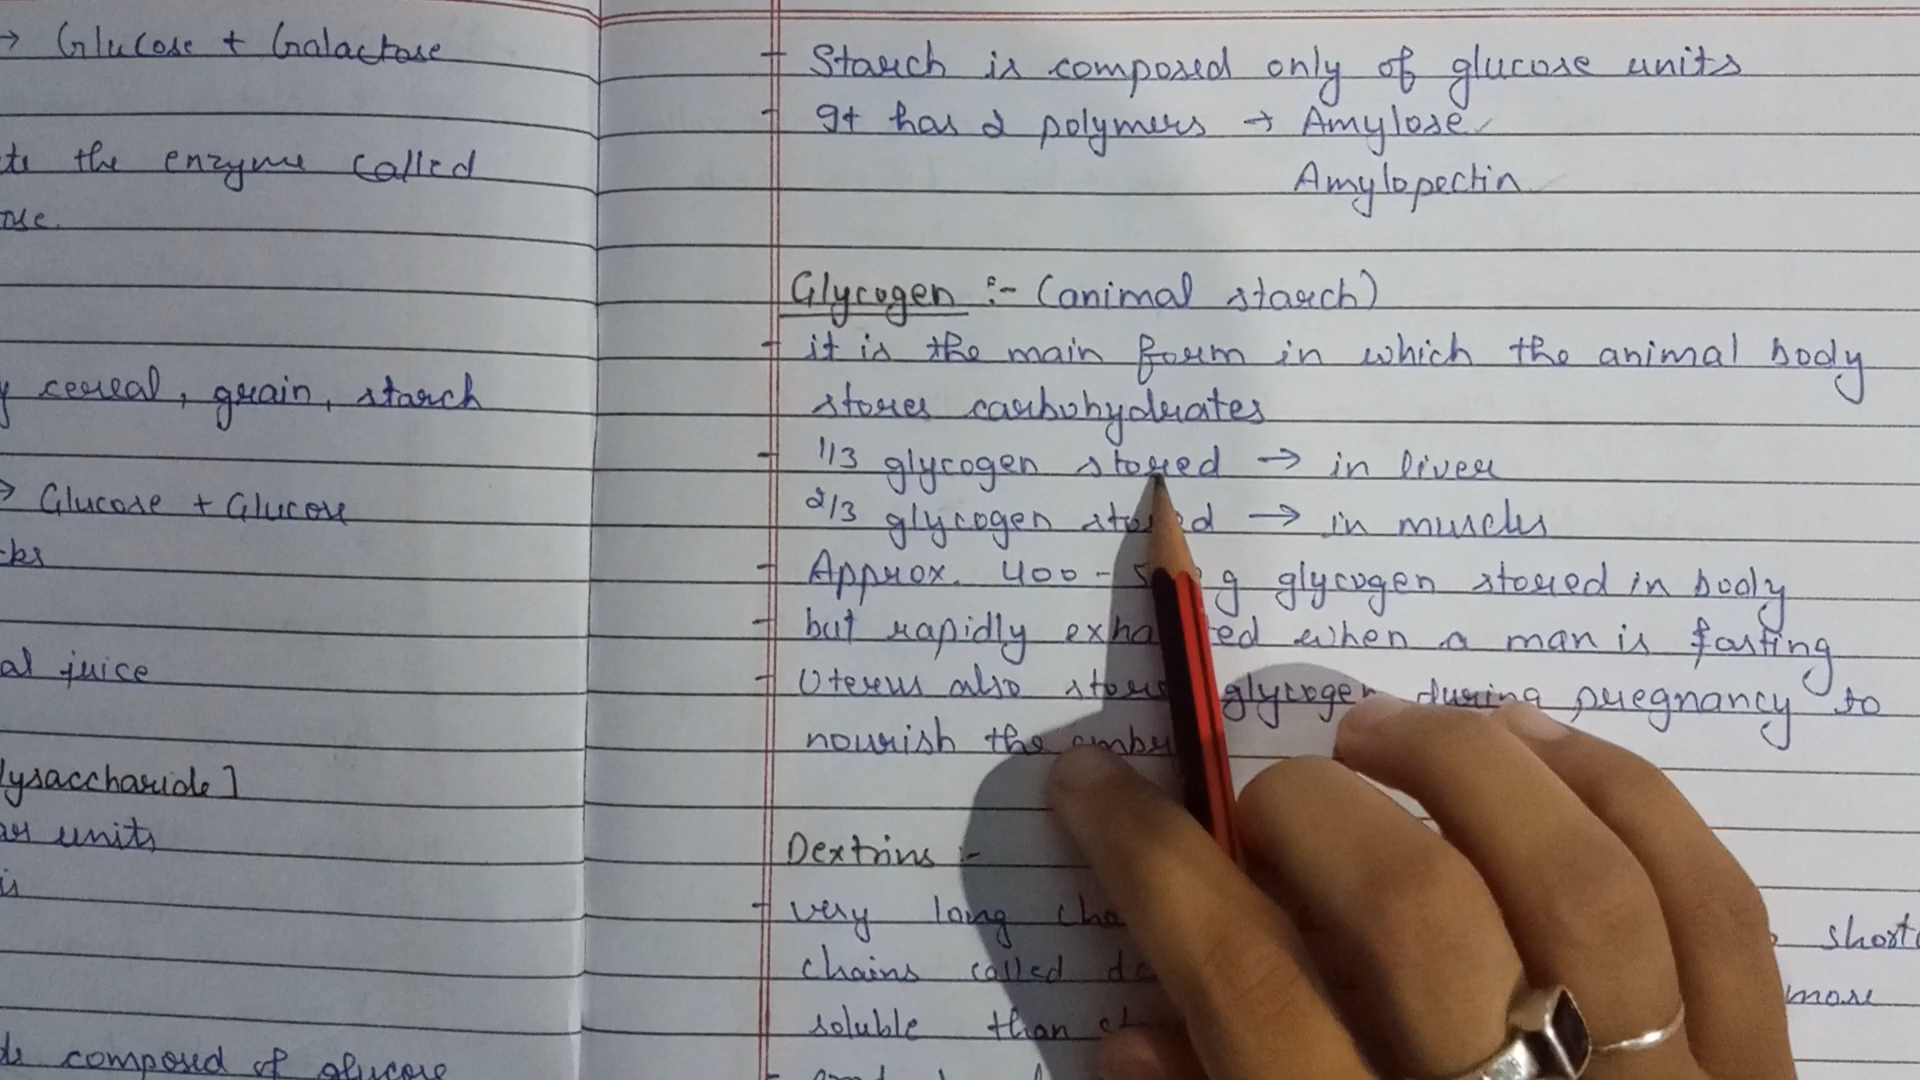 → Glucose + Galactose
the enzyme called
cereal, grain, starch
→ Glucose + Glucose
juice
units
is
composed of glucose
- Starch is composed only of glucose units
- It has 2 polymers → Amylose
Amylopectin
Glycogen :- (animal starch)
- it is the main form in which the animal body
stores carbohydrates
- 1/3 glycogen stored → in liver
2/3 glycogen stored → in muscles
- Approx. 400 - g glycogen stored in body
- but rapidly when a man is fasting
- Uterus also glycogen during pregnancy to
nourish the
Dextrins :-
- very long short
chains called more
soluble than